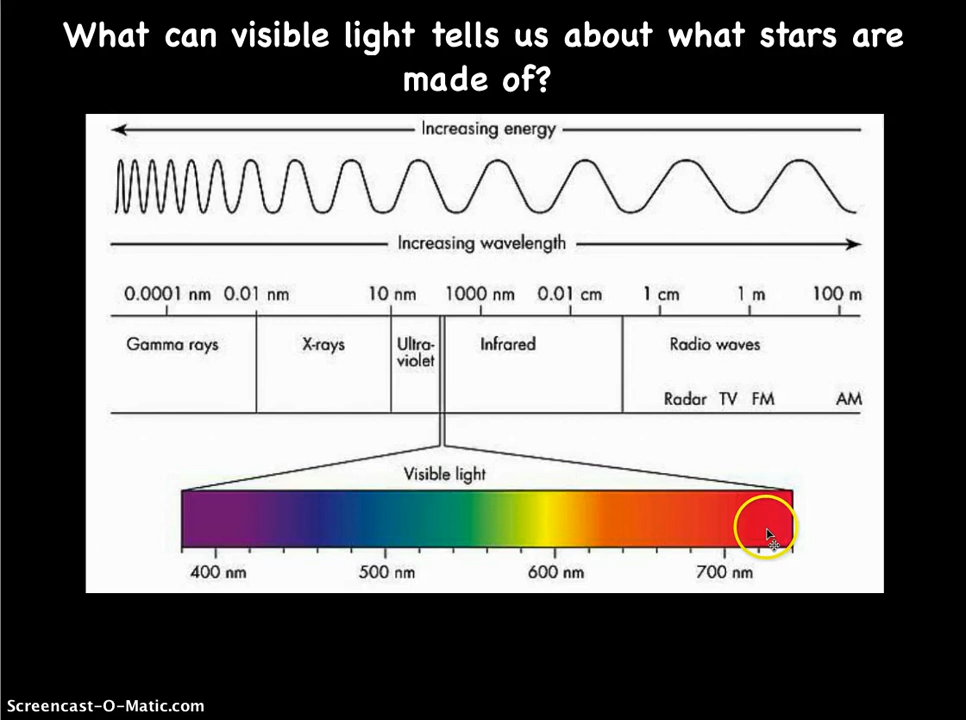 What can visible light tells us about what stars are
made of?
Increasing energy
Increasing wavelength
0.0001 nm 0.01 nm 10 nm 1000 nm 0.01 cm 1 cm 1 m 100 m
Gamma rays X-rays Ultra- Infrared Radio waves
violet
Radar TV FM AM
Visible light
400 nm 500 nm 600 nm 700 nm
Screencast-O-Matic.com